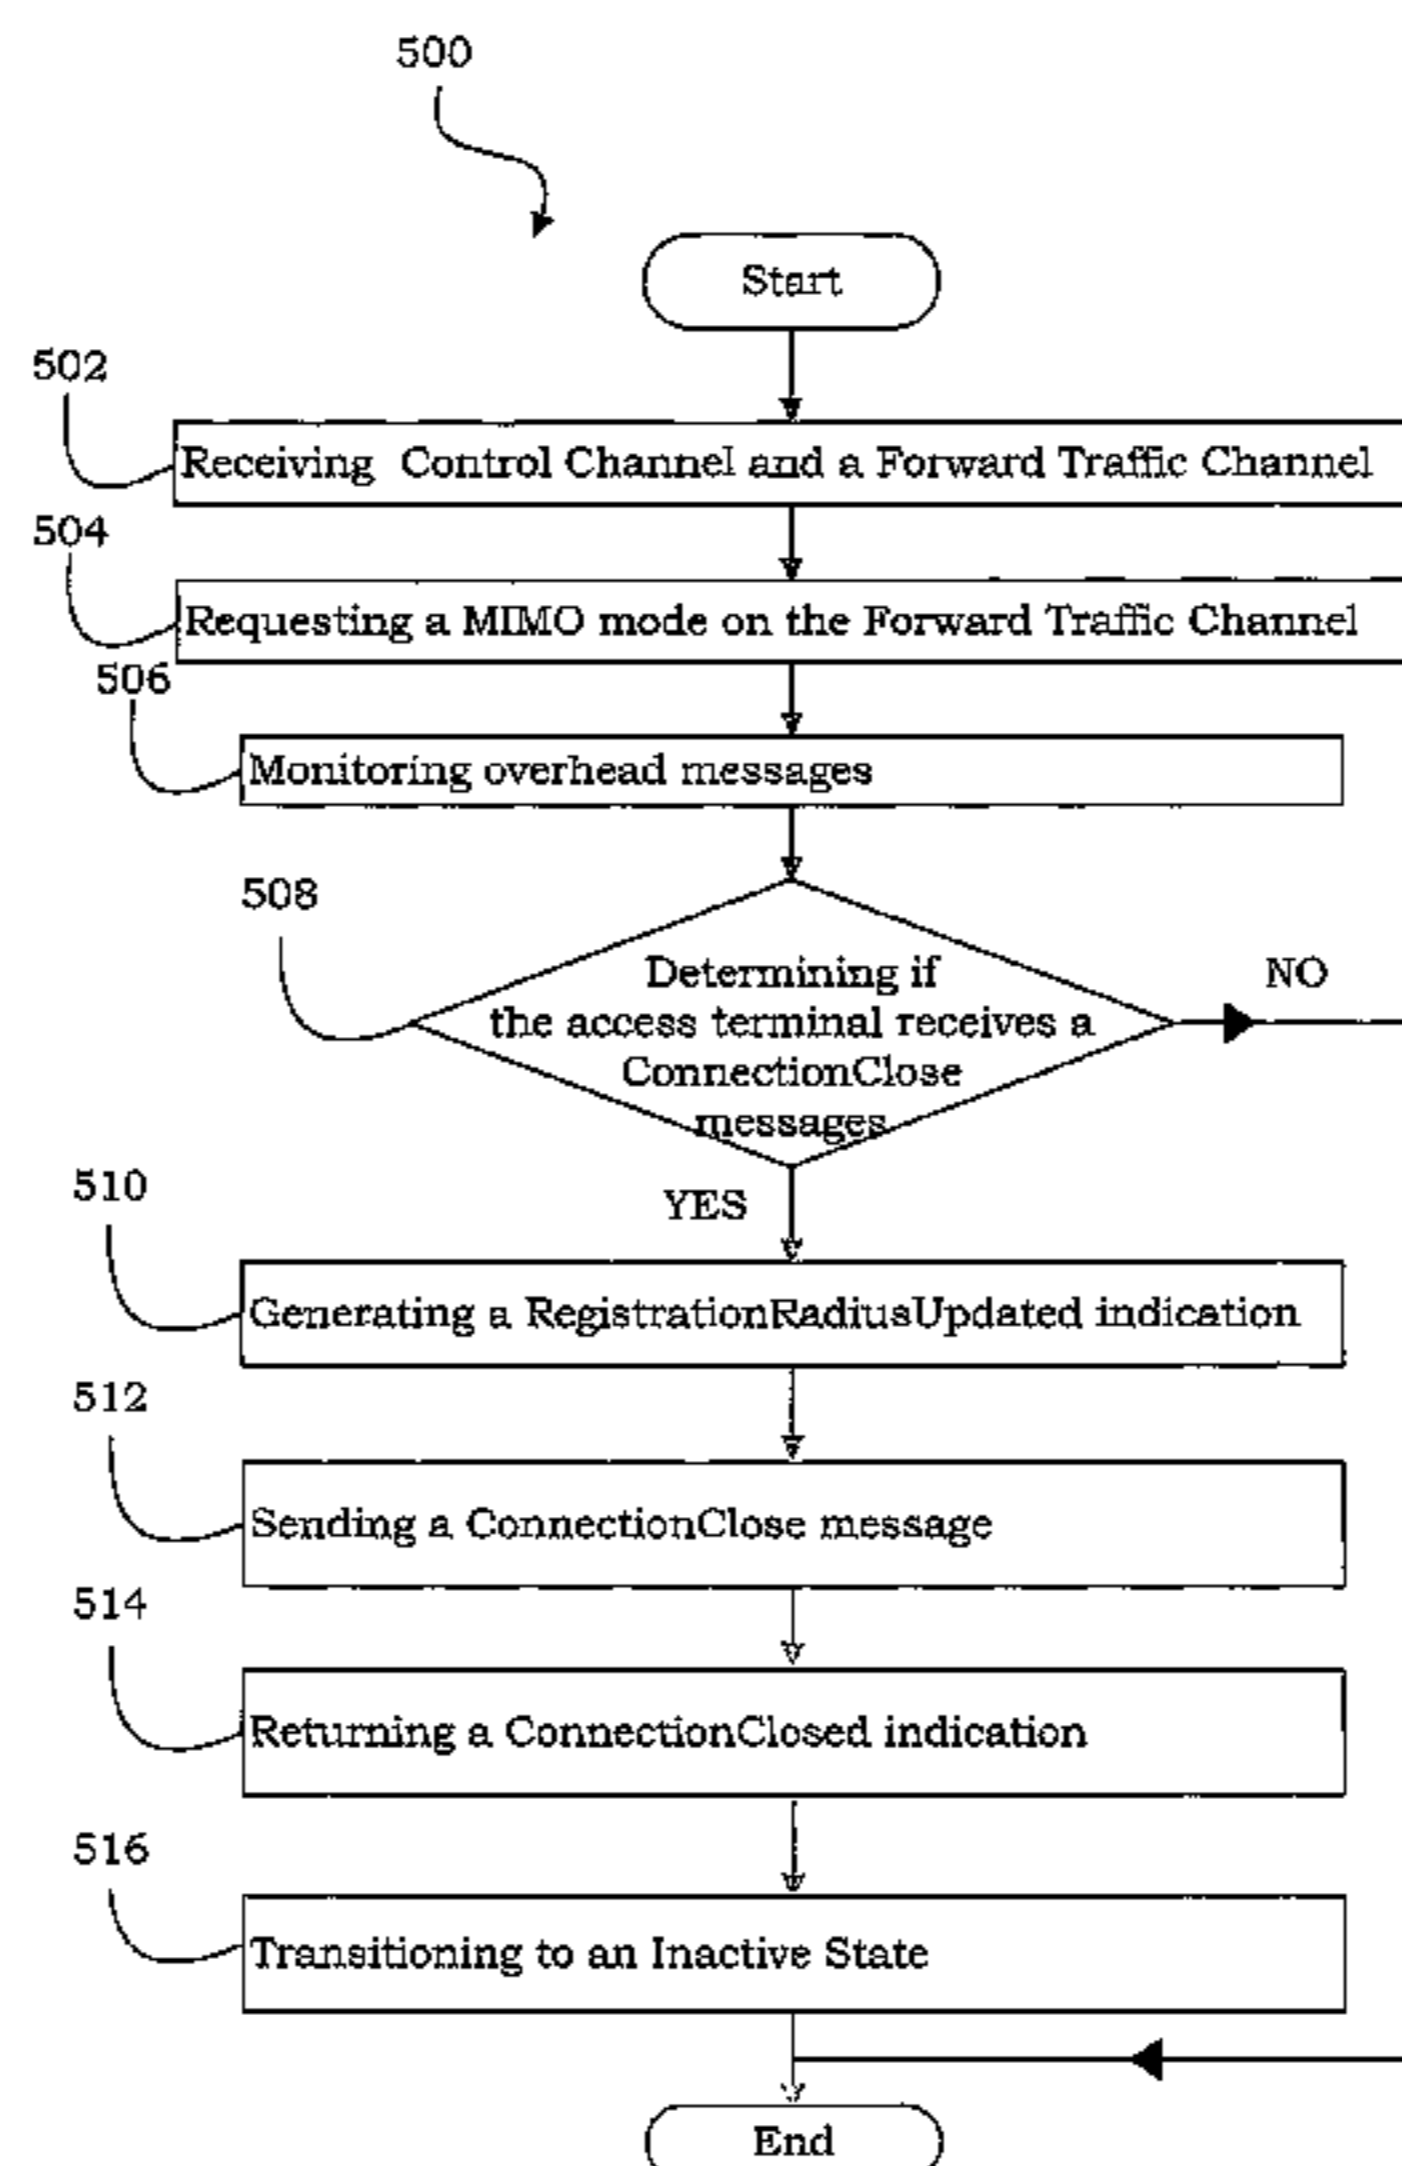 500
Start
502
Receiving Control Channel and a Forward Traffic Channel
504
Requesting a MIMO mode on the Forward Traffic Channel
506
Monitoring overhead messages
508
Determining if
the access terminal receives a
ConnectionClose
messages
NO
YES
510
Generating a RegistrationRadiusUpdated indication
512
Sending a ConnectionClose message
514
Returning a ConnectionClosed indication
516
Transitioning to an Inactive State
End